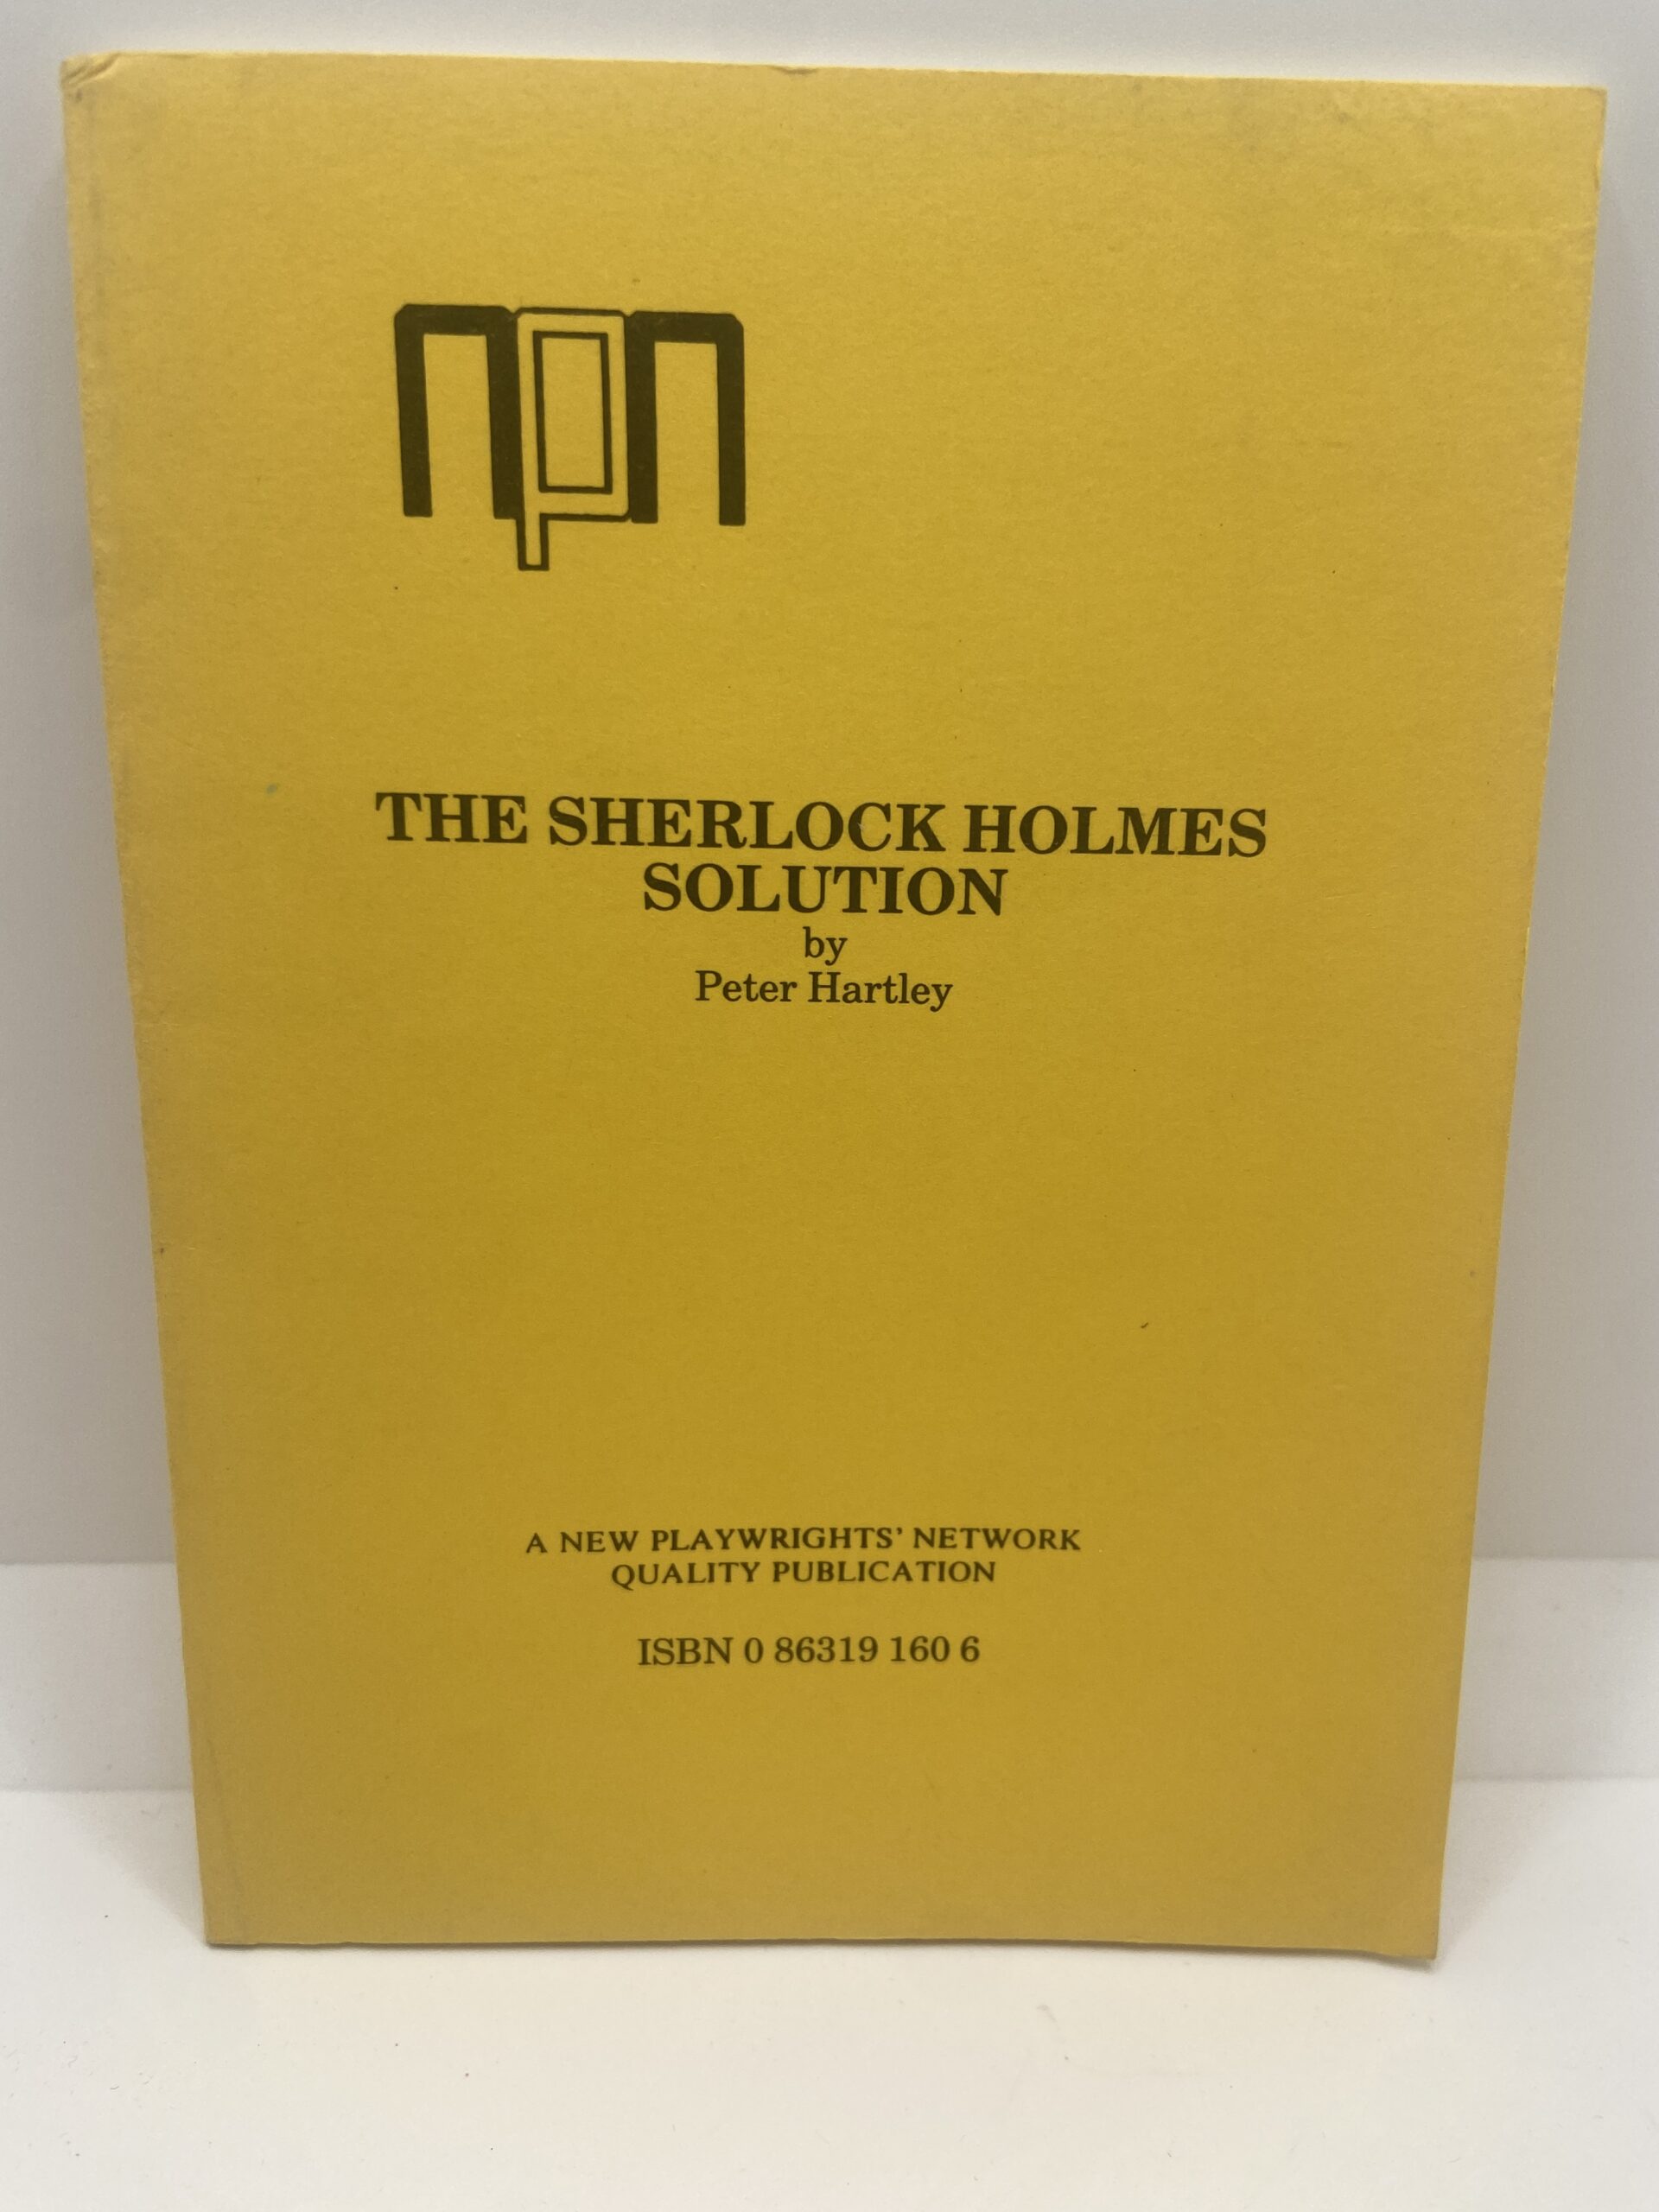 npn
THE SHERLOCK HOLMES
SOLUTION
by
Peter Hartley
A NEW PLAYWRIGHTS' NETWORK
QUALITY PUBLICATION
ISBN 0 86319 160 6